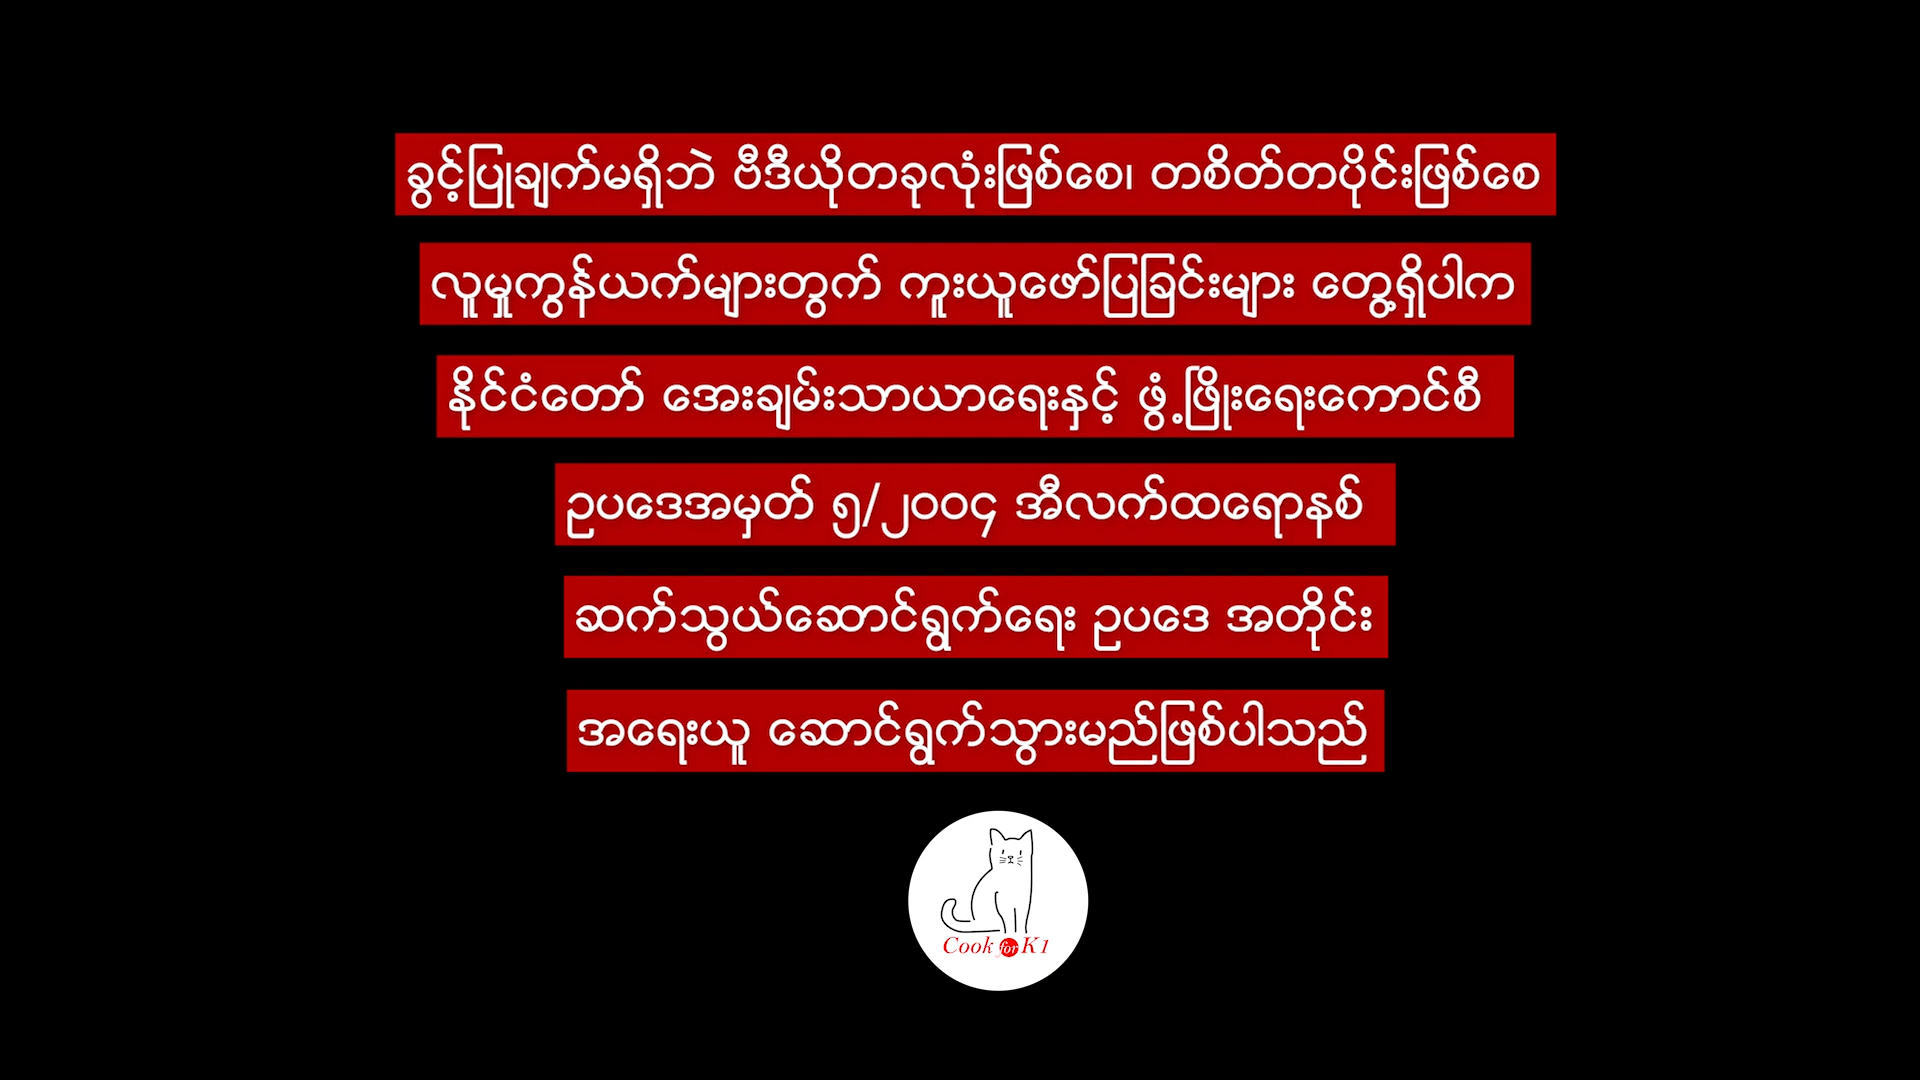 ခွင့်ပြုချက်မရှိဘဲ ဗီဒီယိုတခုလုံးဖြစ်စေ၊ တစိတ်တပိုင်းဖြစ်စေ
လူမှုကွန်ယက်များတွက် ကူးယူဖော်ပြခြင်းများ တွေ့ရှိပါက
နိုင်ငံတော် အေးချမ်းသာယာရေးနှင့် ဖွံ့ဖြိုးရေးကောင်စီ
ဥပဒေအမှတ် ၅/၂၀၀၄ အီလက်ထရောနစ်
ဆက်သွယ်ဆောင်ရွက်ရေး ဥပဒေ အတိုင်း
အရေးယူ ဆောင်ရွက်သွားမည်ဖြစ်ပါသည်
Cook for K1